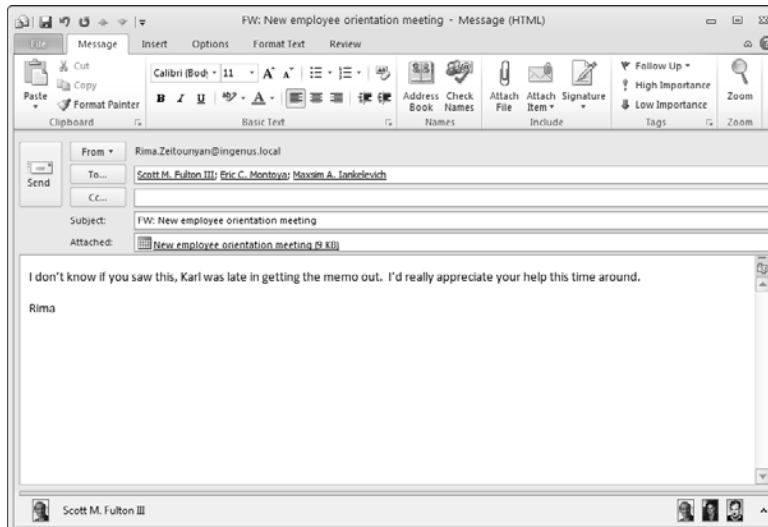 FW: New employee orientation meeting - Message (HTML)
File Message Insert Options Format Text Review
Paste
Cut
Copy
Format Painter
Clipboard
Calibri (Body 11
B I U
Basic Text
Address Book
Check Names
Names
Attach File
Attach Item
Signature
Include
Follow Up
High Importance
Low Importance
Tags
Zoom
Zoom
Send
From Rima.Zeitounyan@ingenus.local
To... Scott M. Fulton III; Eric C. Montoya; Maxsim A. Iankelevich
Cc...
Subject: FW: New employee orientation meeting
Attached: New employee orientation meeting (9 KB)
I don't know if you saw this, Karl was late in getting the memo out. I'd really appreciate your help this time around.
Rima
Scott M. Fulton III